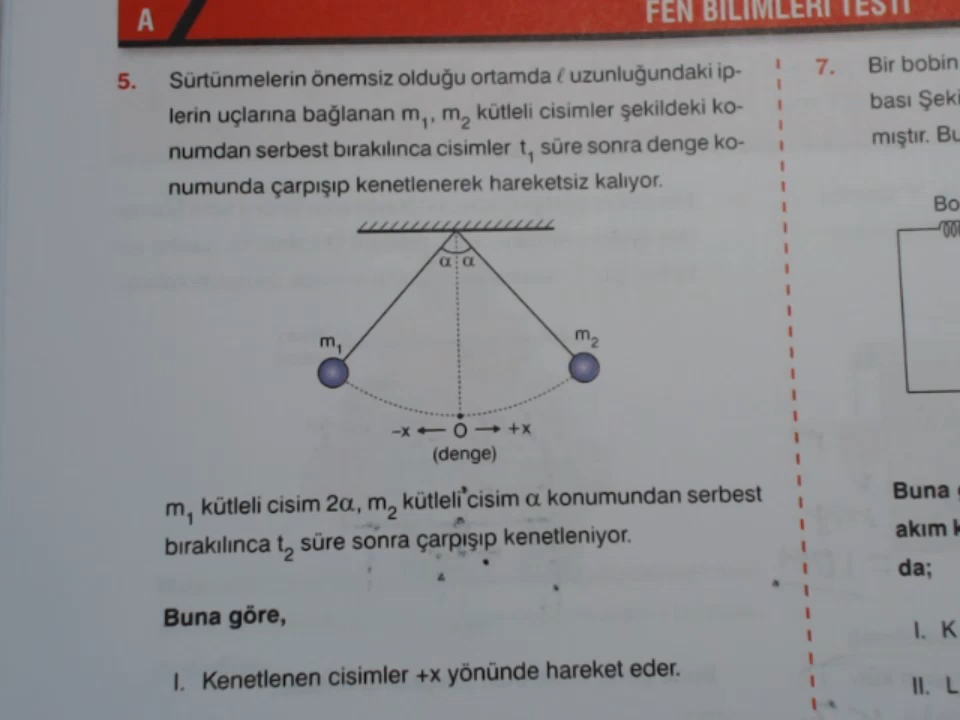 A
FEN BİLİMLERİ TESTİ
5. Sürtünmelerin önemsiz olduğu ortamda ℓ uzunluğundaki ip-
lerin uçlarına bağlanan m₁, m₂ kütleli cisimler şekildeki ko-
numdan serbest bırakılınca cisimler t₁ süre sonra denge ko-
numunda çarpışıp kenetlenerek hareketsiz kalıyor.
α α
m₁
m₂
-x ← O → +x
(denge)
m₁ kütleli cisim 2α, m₂ kütleli cisim α konumundan serbest
bırakılınca t₂ süre sonra çarpışıp kenetleniyor.
Buna göre,
I. Kenetlenen cisimler +x yönünde hareket eder.
7. Bir bobin
bası Şeki
mıştır. Bu
Bo
Buna
akım k
da;
I. K
II. L